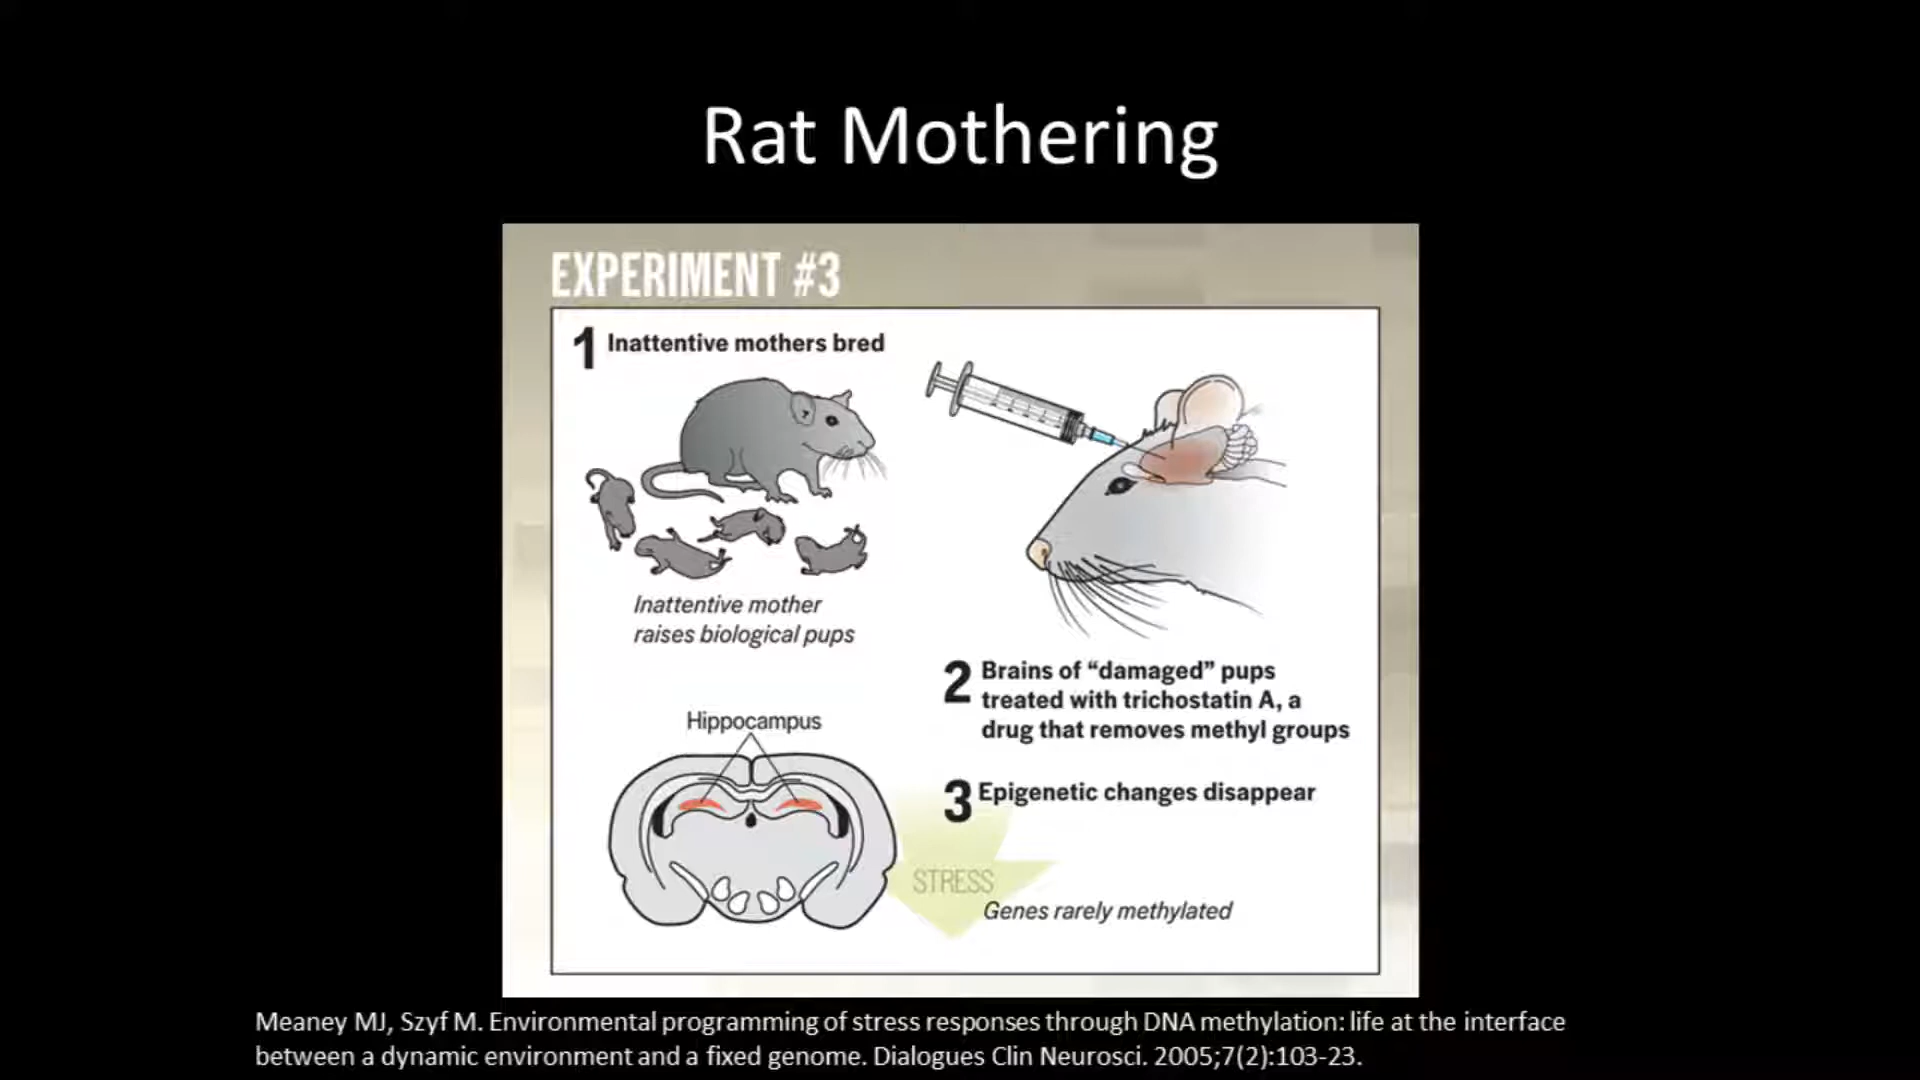 Rat Mothering
EXPERIMENT #3
1 Inattentive mothers bred
Inattentive mother
raises biological pups
Hippocampus
2 Brains of “damaged” pups
treated with trichostatin A, a
drug that removes methyl groups
3 Epigenetic changes disappear
STRESS
Genes rarely methylated
Meaney MJ, Szyf M. Environmental programming of stress responses through DNA methylation: life at the interface
between a dynamic environment and a fixed genome. Dialogues Clin Neurosci. 2005;7(2):103-23.